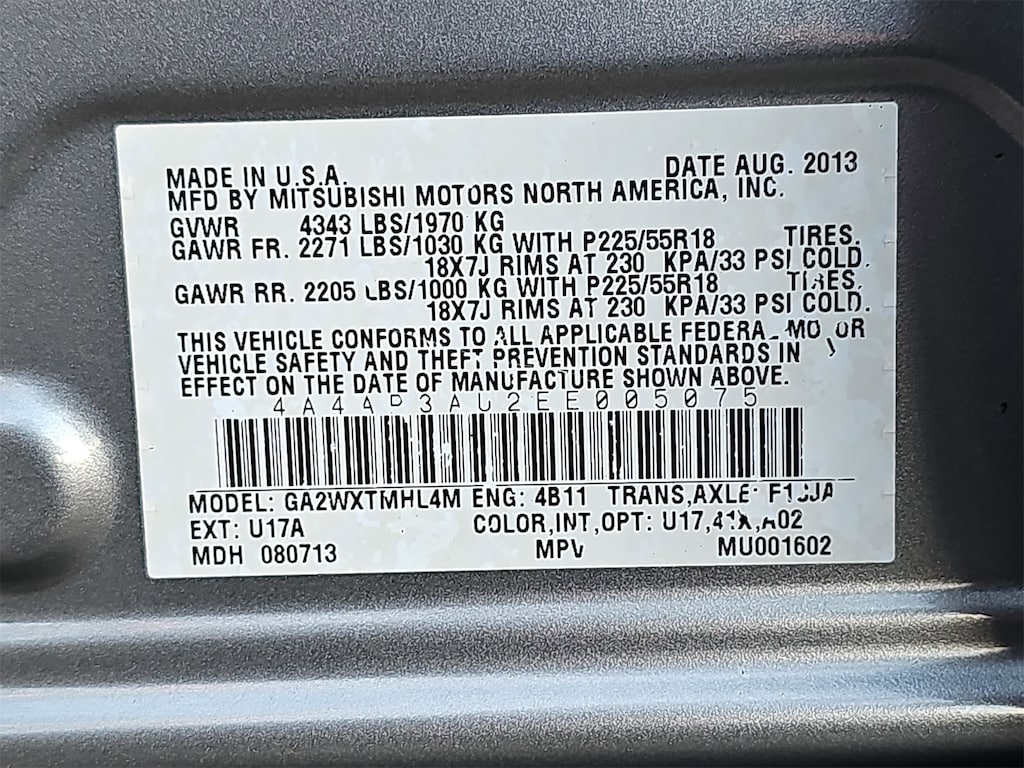 MADE IN U.S.A. DATE AUG. 2013
MFD BY MITSUBISHI MOTORS NORTH AMERICA, INC.
GVWR 4343 LBS/1970 KG
GAWR FR. 2271 LBS/1030 KG WITH P225/55R18 TIRES.
18X7J RIMS AT 230 KPA/33 PSI COLD.
GAWR RR. 2205 LBS/1000 KG WITH P225/55R18 TIRES.
18X7J RIMS AT 230 KPA/33 PSI COLD.
THIS VEHICLE CONFORMS TO ALL APPLICABLE FEDERAL MOTOR
VEHICLE SAFETY AND THEFT PREVENTION STANDARDS IN
EFFECT ON THE DATE OF MANUFACTURE SHOWN ABOVE.
4A4AP3AU2EE005075
MODEL: GA2WXTMHL4M ENG: 4B11 TRANS,AXLE:
EXT: U17A COLOR,INT,OPT: U17,41X,A02
MDH 080713 MPV MU001602